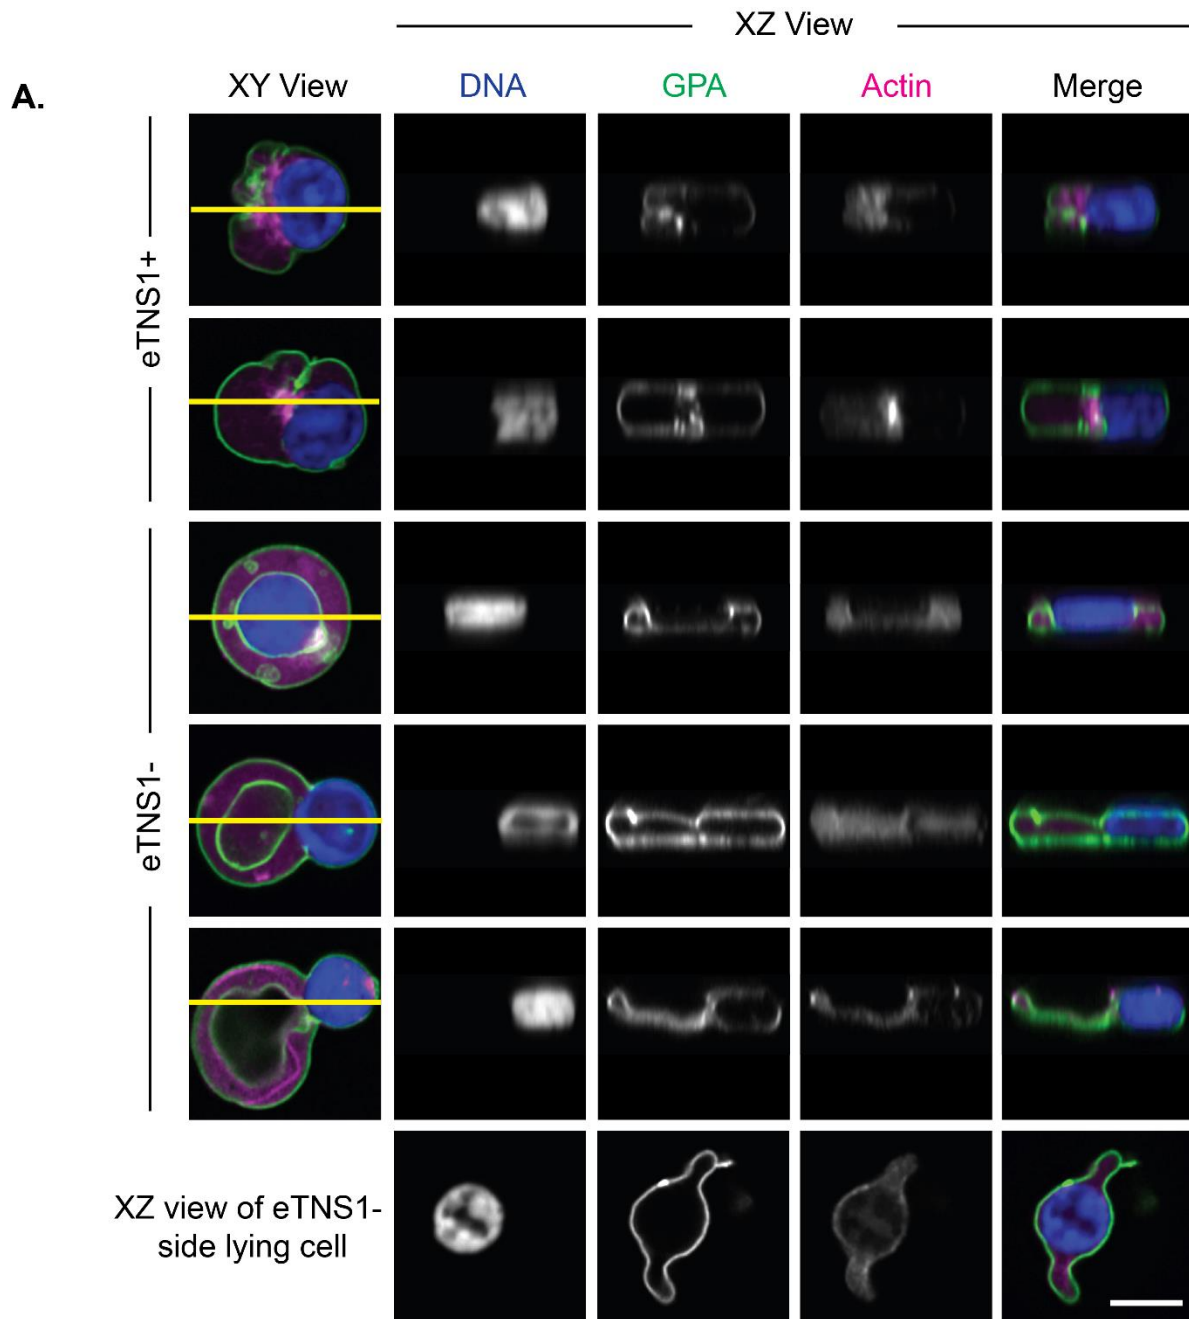 XZ View
A.
XY View
DNA
GPA
Actin
Merge
eTNS1+
eTNS1-
XZ view of eTNS1-
side lying cell